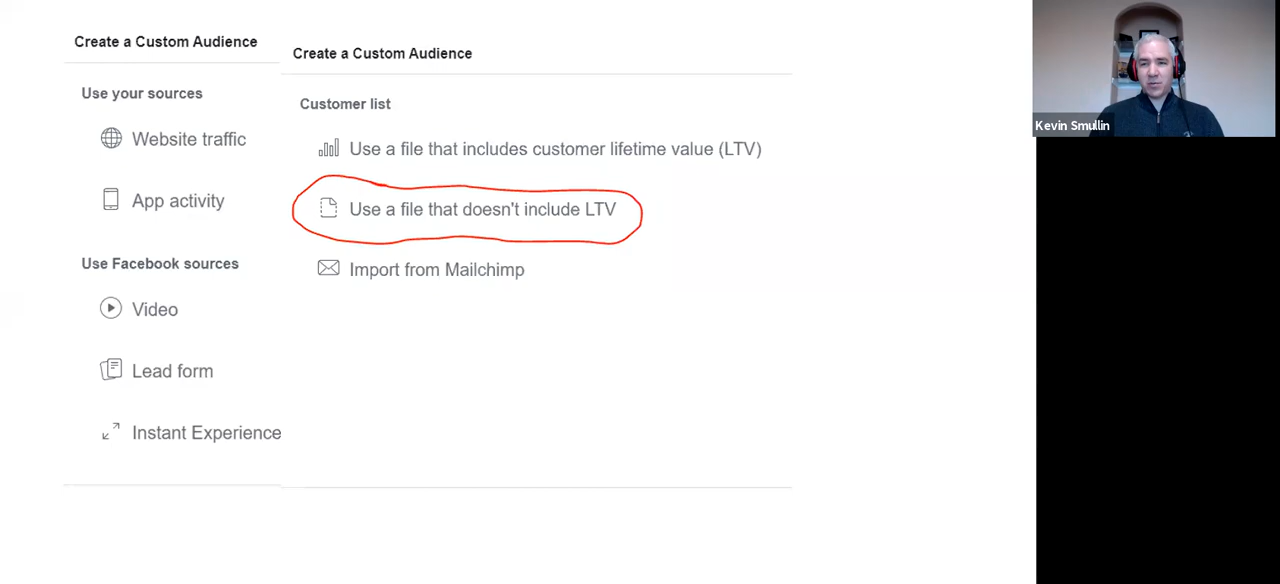 Create a Custom Audience
Use your sources
Website traffic
App activity
Use Facebook sources
Video
Lead form
Instant Experience
Create a Custom Audience
Customer list
Use a file that includes customer lifetime value (LTV)
Use a file that doesn't include LTV
Import from Mailchimp
Kevin Smullin